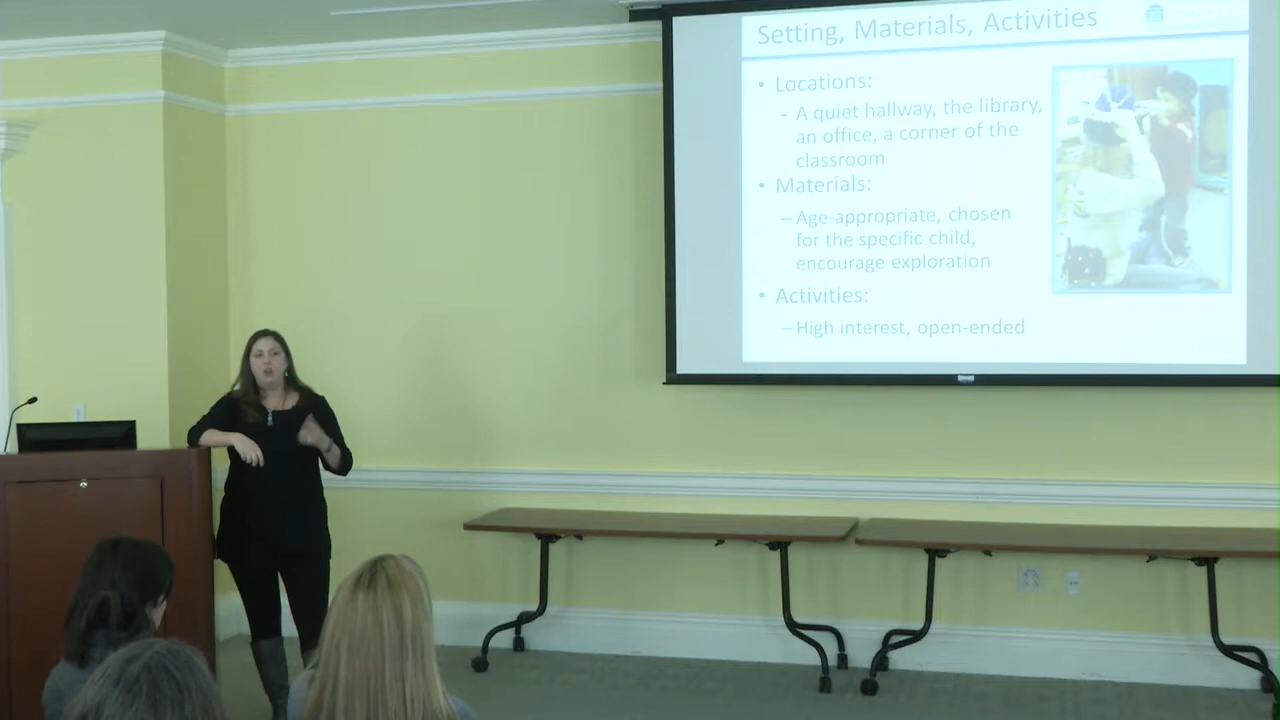 Setting, Materials, Activities
• Locations:
- A quiet hallway, the library,
an office, a corner of the
classroom
• Materials:
– Age-appropriate, chosen
for the specific child,
encourage exploration
• Activities:
– High interest, open-ended